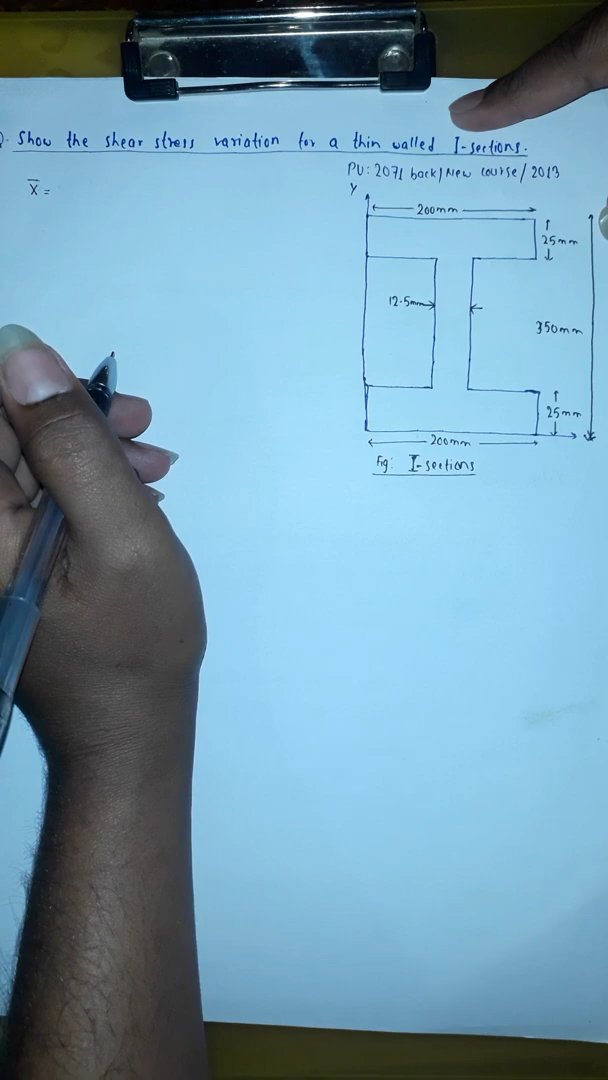 Show the shear stress variation for a thin walled I-sections.
PU: 2071 back/New course/2013
X̄ =
Y
200mm
25mm
12.5mm
350mm
25mm
200mm
Fig: I-sections